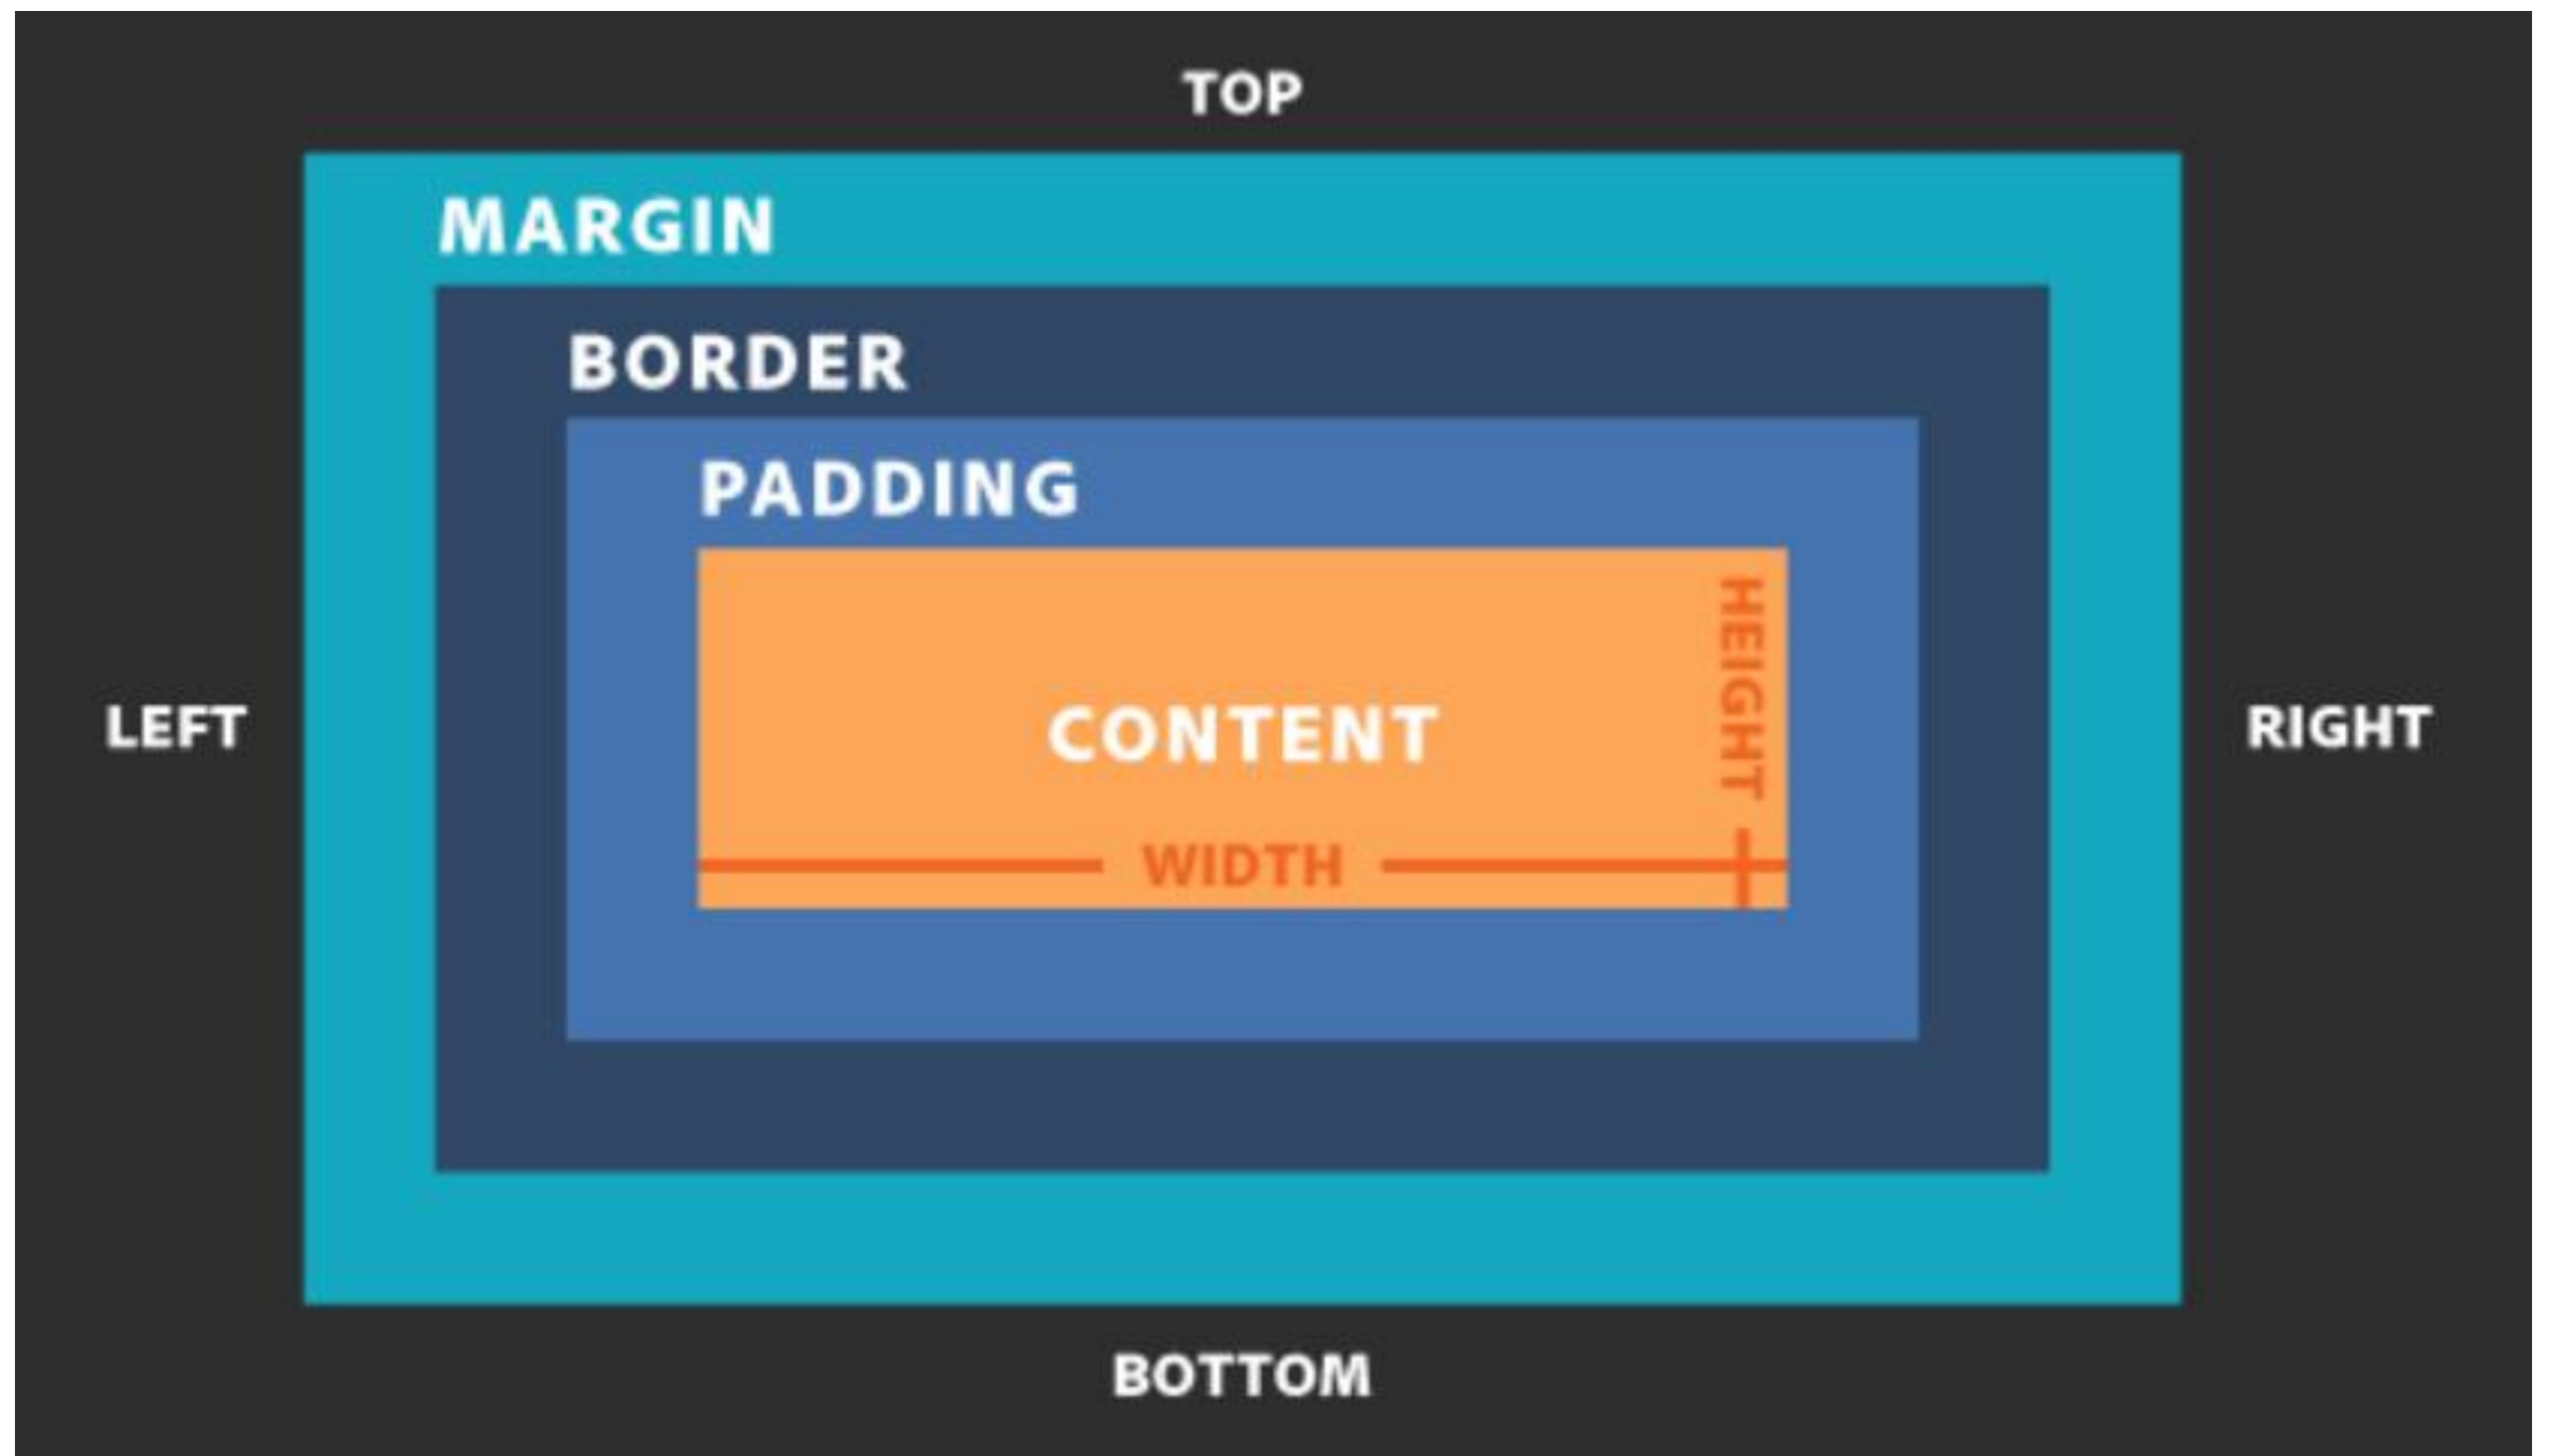 TOP
MARGIN
BORDER
PADDING
HEIGHT
LEFT
CONTENT
RIGHT
WIDTH
BOTTOM